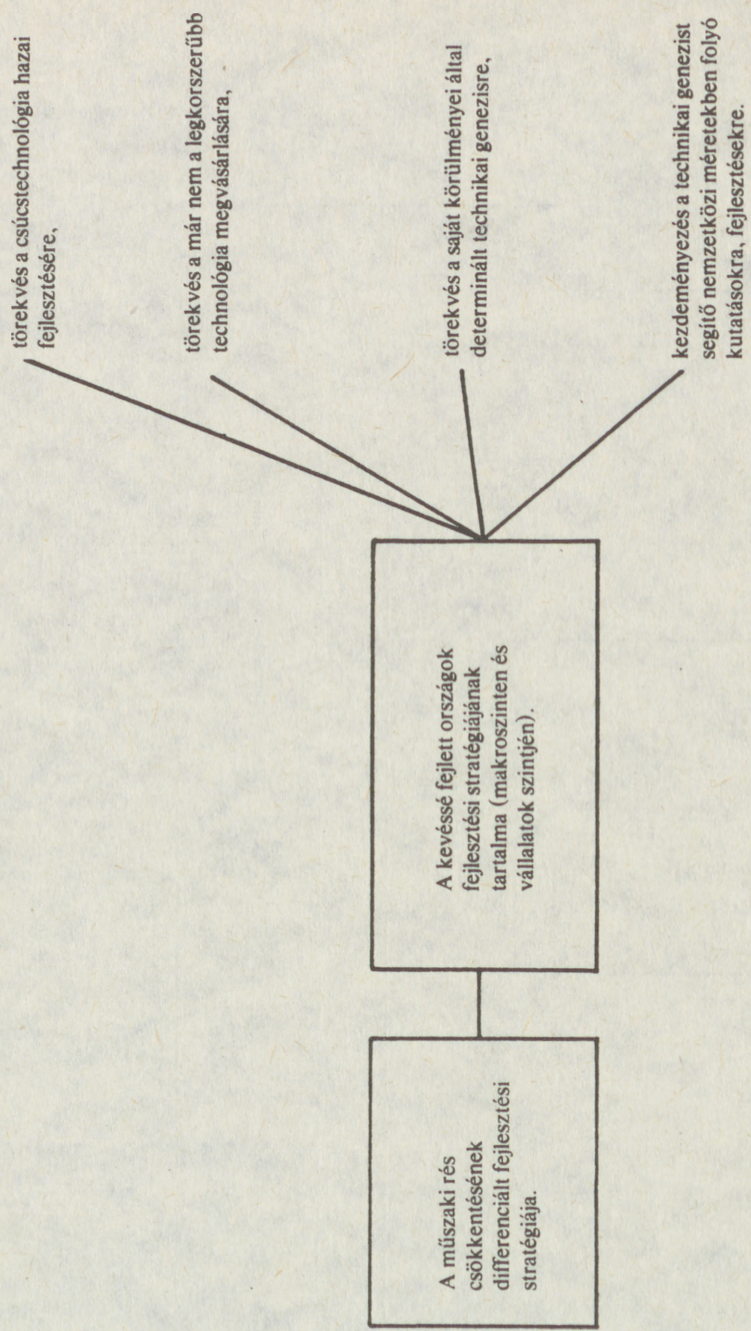 A műszaki rés
csökkentésének
differenciált fejlesztési
stratégiája.
A kevéssé fejlett országok
fejlesztési stratégiájának
tartalma (makroszinten és
vállalatok szintjén).
törekvés a csúcstechnológia hazai
fejlesztésére,
törekvés a már nem a legkorszerűbb
technológia megvásárlására,
törekvés a saját körülményei által
determinált technikai genezisre,
kezdeményezés a technikai genezist
segítő nemzetközi méretekben folyó
kutatásokra, fejlesztésekre.